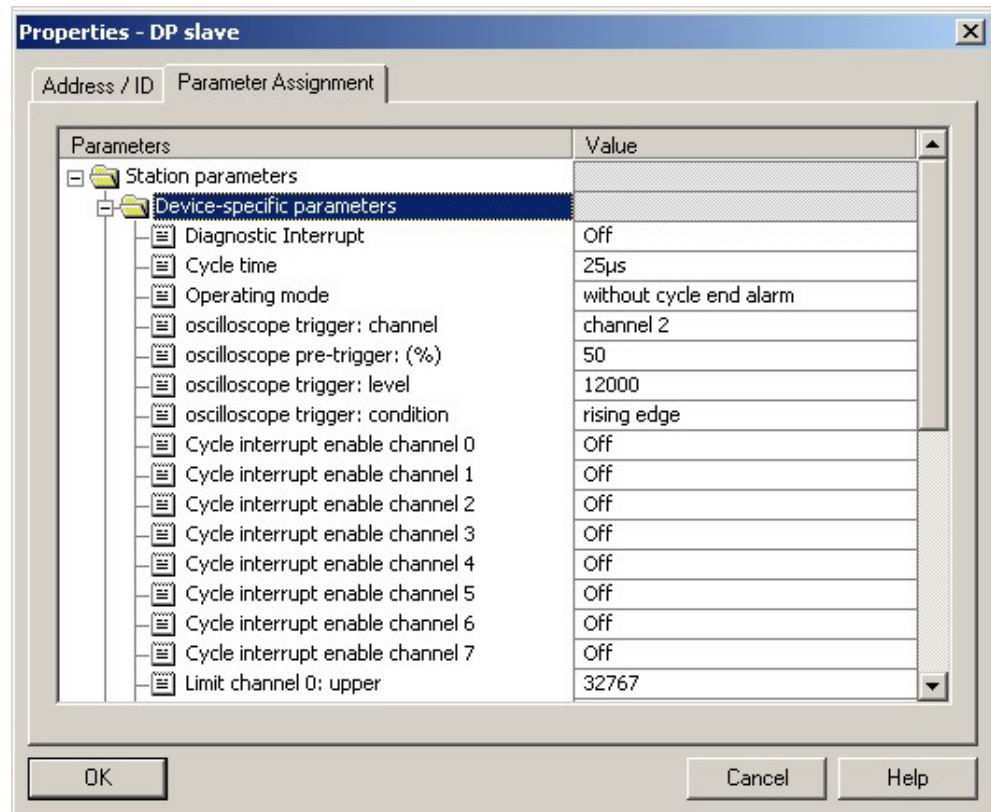 Properties - DP slave
Address / ID Parameter Assignment
Parameters Value
Station parameters
Device-specific parameters
Diagnostic Interrupt Off
Cycle time 25µs
Operating mode without cycle end alarm
oscilloscope trigger: channel channel 2
oscilloscope pre-trigger: (%) 50
oscilloscope trigger: level 12000
oscilloscope trigger: condition rising edge
Cycle interrupt enable channel 0 Off
Cycle interrupt enable channel 1 Off
Cycle interrupt enable channel 2 Off
Cycle interrupt enable channel 3 Off
Cycle interrupt enable channel 4 Off
Cycle interrupt enable channel 5 Off
Cycle interrupt enable channel 6 Off
Cycle interrupt enable channel 7 Off
Limit channel 0: upper 32767
OK Cancel Help